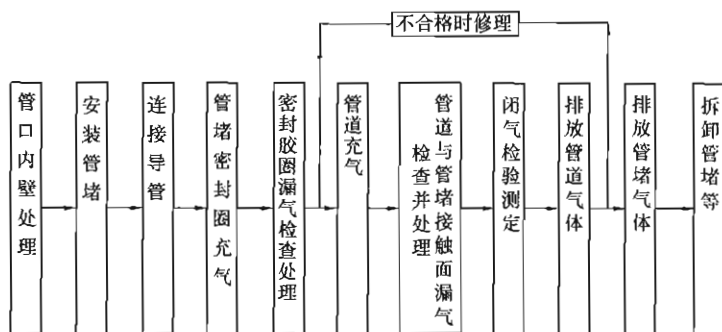 不合格时修理
管口内壁处理
安装管堵
连接导管
管堵密封圈充气
密封胶圈漏气检查处理
管道充气
管道与管堵接触面漏气
检查并处理
闭气检验测定
排放管道气体
排放管堵气体
拆卸管堵等